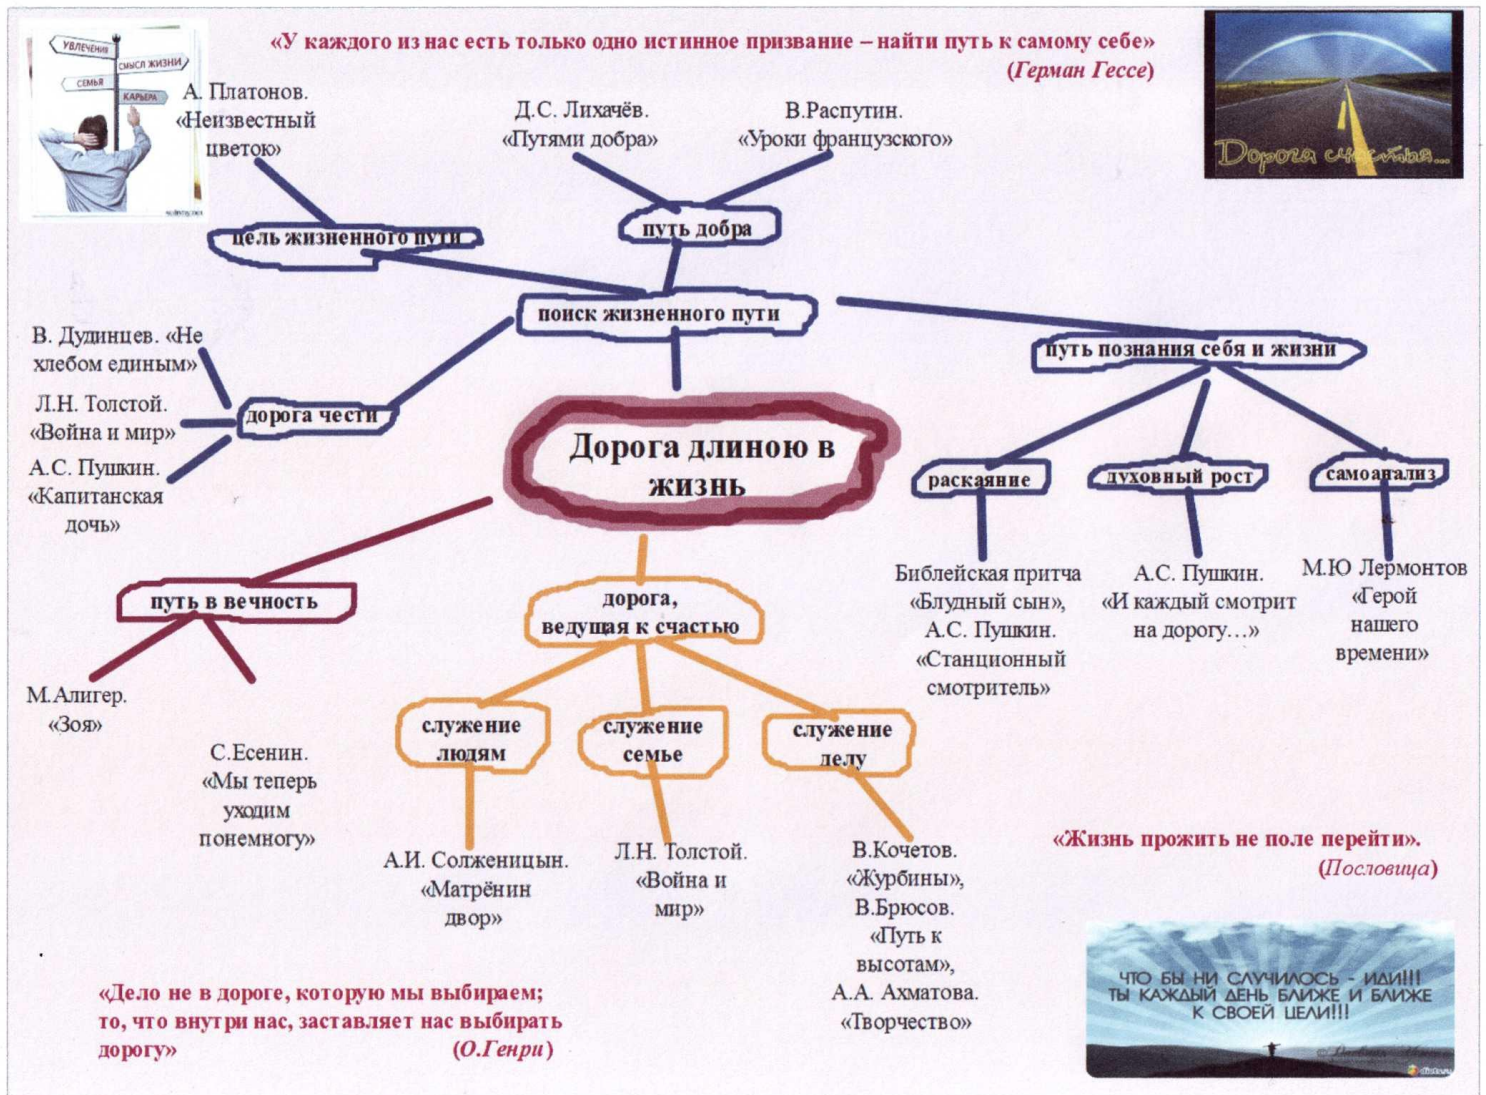 УВЛЕЧЕНИЯ
СМЫСЛ ЖИЗНИ
СЕМЬЯ
КАРЬЕРА
«У каждого из нас есть только одно истинное призвание – найти путь к самому себе»
(Герман Гессе)
Дорога счастья...
А. Платонов.
«Неизвестный
цветок»
Д.С. Лихачёв.
«Путями добра»
В.Распутин.
«Уроки французского»
цель жизненного пути
путь добра
поиск жизненного пути
путь познания себя и жизни
В. Дудинцев. «Не
хлебом единым»
Л.Н. Толстой.
«Война и мир»
А.С. Пушкин.
«Капитанская
дочь»
дорога чести
Дорога длиною в
жизнь
раскаяние
духовный рост
самоанализ
Библейская притча
«Блудный сын»,
А.С. Пушкин.
«Станционный
смотритель»
А.С. Пушкин.
«И каждый смотрит
на дорогу…»
М.Ю Лермонтов
«Герой
нашего
времени»
путь в вечность
М.Алигер.
«Зоя»
С.Есенин.
«Мы теперь
уходим
понемногу»
дорога,
ведущая к счастью
служение
людям
служение
семье
служение
делу
А.И. Солженицын.
«Матрёнин
двор»
Л.Н. Толстой.
«Война и
мир»
В.Кочетов.
«Журбины»,
В.Брюсов.
«Путь к
высотам»,
А.А. Ахматова.
«Творчество»
«Жизнь прожить не поле перейти».
(Пословица)
«Дело не в дороге, которую мы выбираем;
то, что внутри нас, заставляет нас выбирать
дорогу» (О.Генри)
ЧТО БЫ НИ СЛУЧИЛОСЬ - ИДИ!!!
ТЫ КАЖДЫЙ ДЕНЬ БЛИЖЕ И БЛИЖЕ
К СВОЕЙ ЦЕЛИ!!!